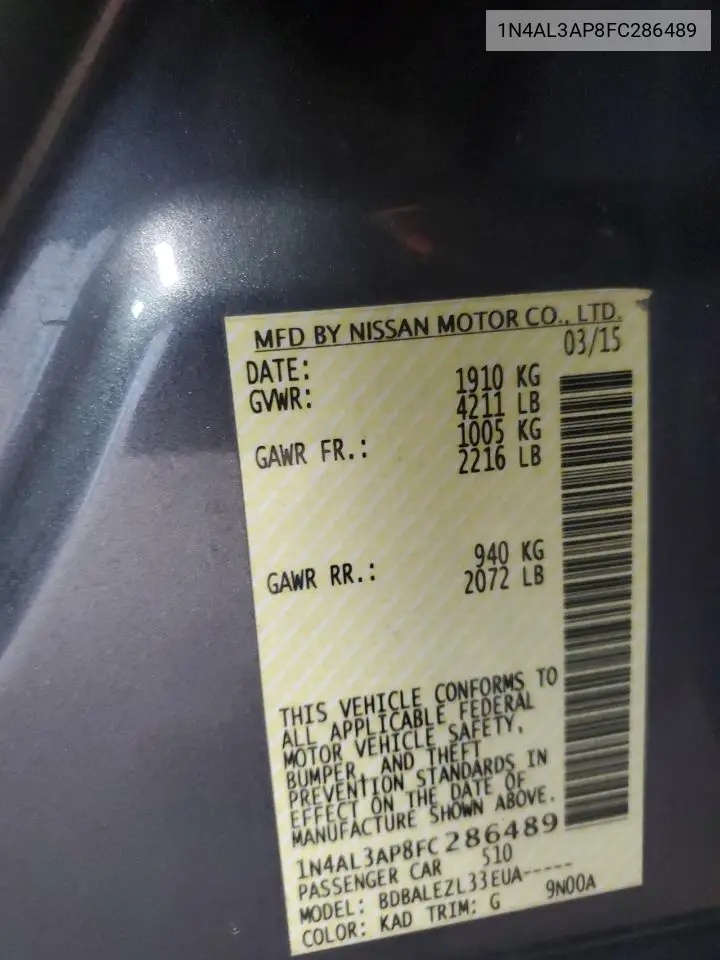 1N4AL3AP8FC286489
MFD BY NISSAN MOTOR CO., LTD.
DATE: 03/15
GVWR: 1910 KG
4211 LB
GAWR FR.: 1005 KG
2216 LB
GAWR RR.: 940 KG
2072 LB
THIS VEHICLE CONFORMS TO
ALL APPLICABLE FEDERAL
MOTOR VEHICLE SAFETY,
BUMPER, AND THEFT
PREVENTION STANDARDS IN
EFFECT ON THE DATE OF
MANUFACTURE SHOWN ABOVE.
1N4AL3AP8FC286489
PASSENGER CAR 510
MODEL: BDBALEZL33EUA-----
COLOR: KAD TRIM: G 9N00A